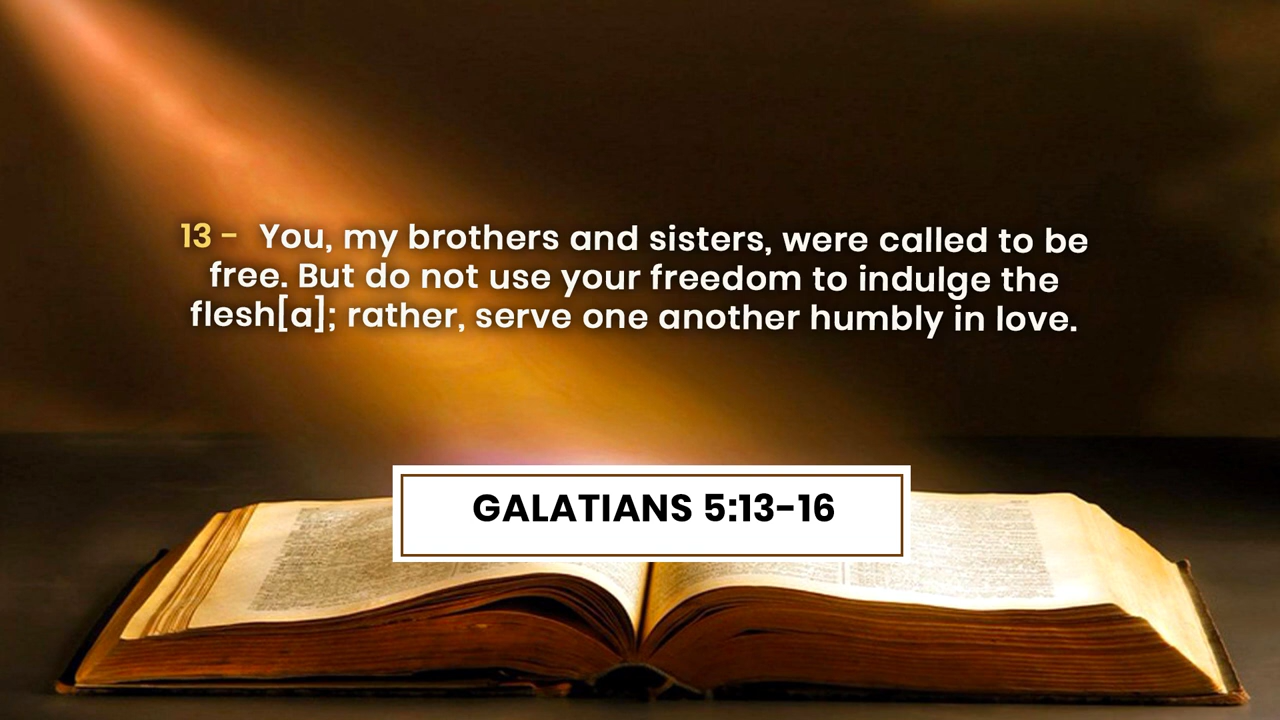 13 - You, my brothers and sisters, were called to be
free. But do not use your freedom to indulge the
flesh[a]; rather, serve one another humbly in love.
GALATIANS 5:13-16